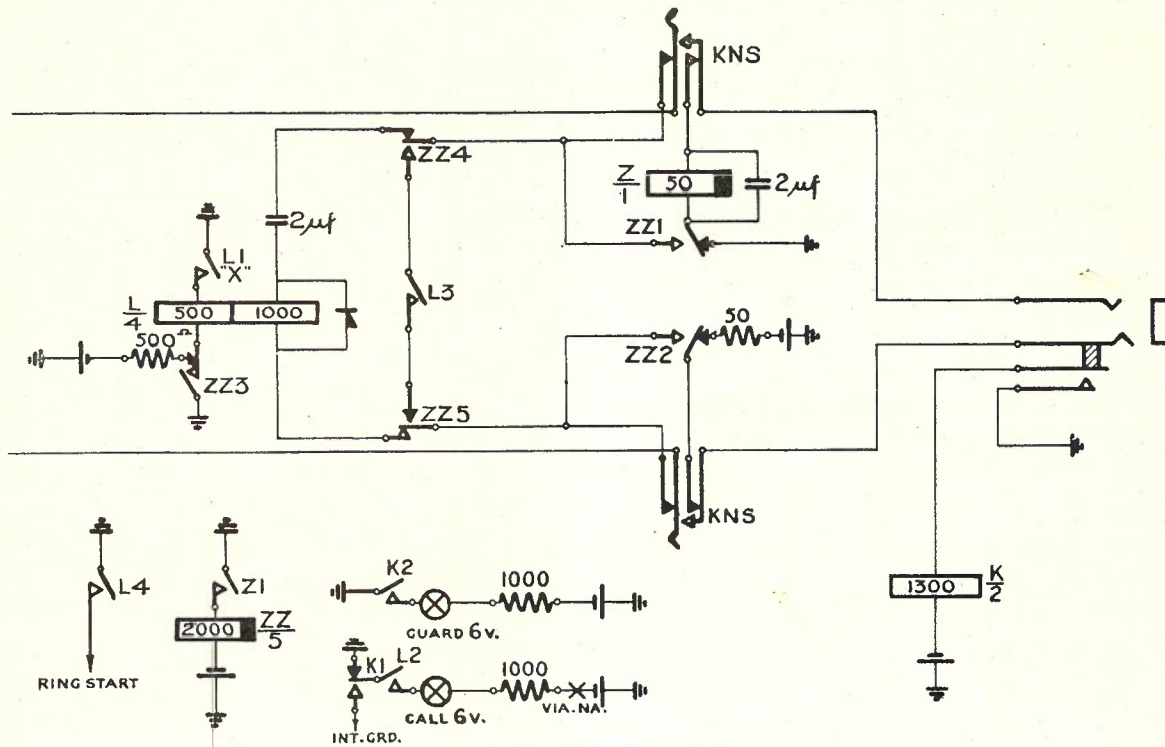 KNS
ZZ4
Z/1
50
2µf
2µf
ZZ1
L1
"X"
L3
L/4
500
1000
500Ω
50
ZZ2
ZZ3
ZZ5
KNS
L4
Z1
K2
1000
1300
K/2
2000
ZZ/5
GUARD 6V.
K1
L2
1000
RING START
CALL 6V.
VIA.NA.
INT.GRD.